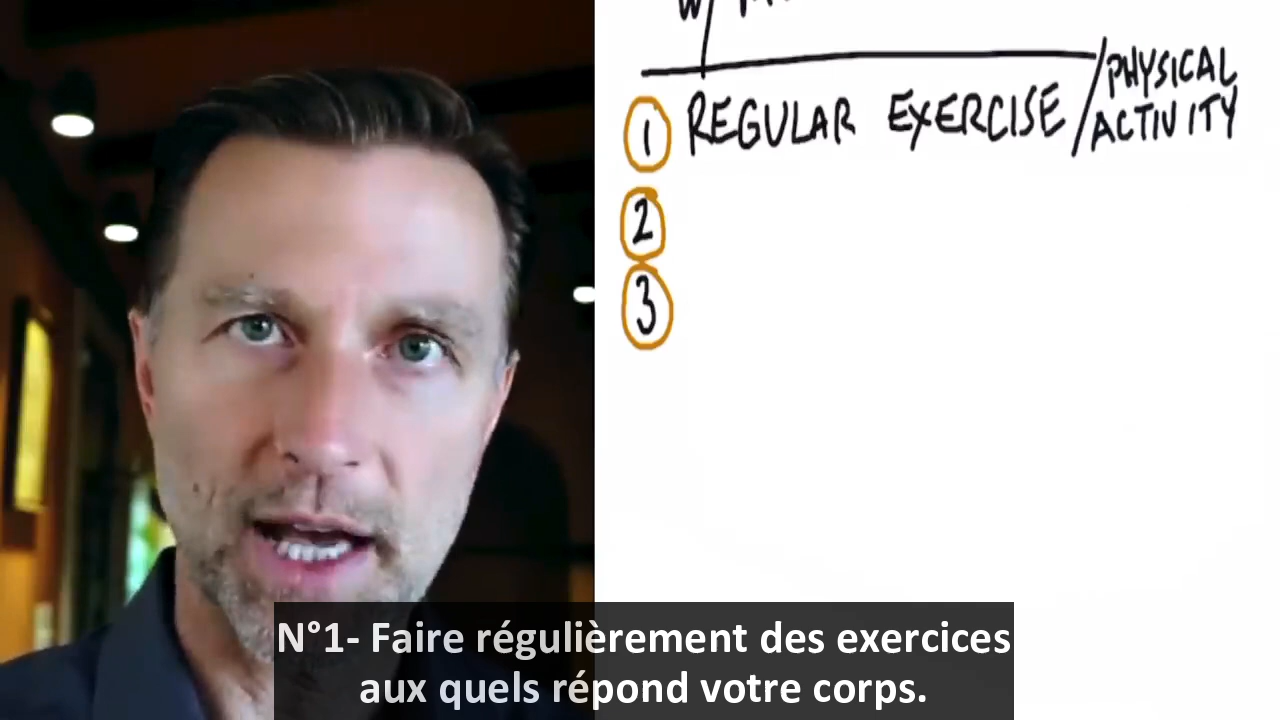 W/
/PHYSICAL
① REGULAR EXERCISE /ACTIVITY
②
③
N°1- Faire régulièrement des exercices
aux quels répond votre corps.